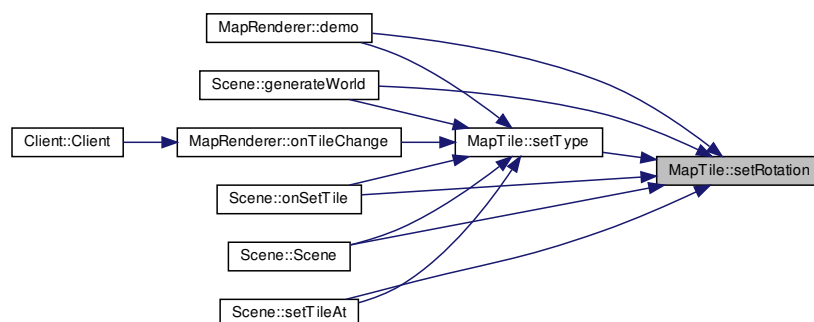 MapRenderer::demo
Scene::generateWorld
Client::Client
MapRenderer::onTileChange
MapTile::setType
MapTile::setRotation
Scene::onSetTile
Scene::Scene
Scene::setTileAt